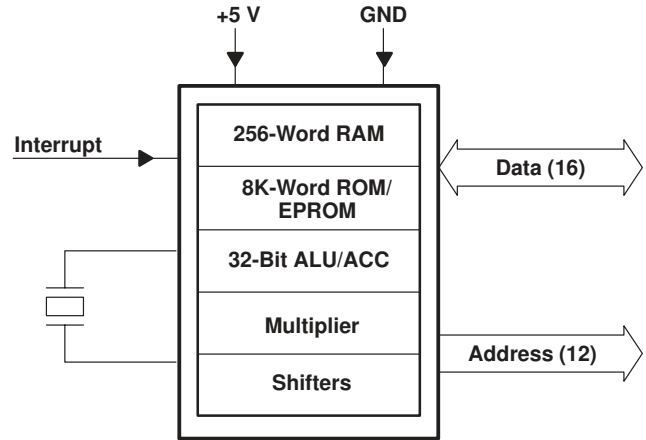 +5 V
GND
Interrupt
256-Word RAM
8K-Word ROM/
EPROM
32-Bit ALU/ACC
Multiplier
Shifters
Data (16)
Address (12)